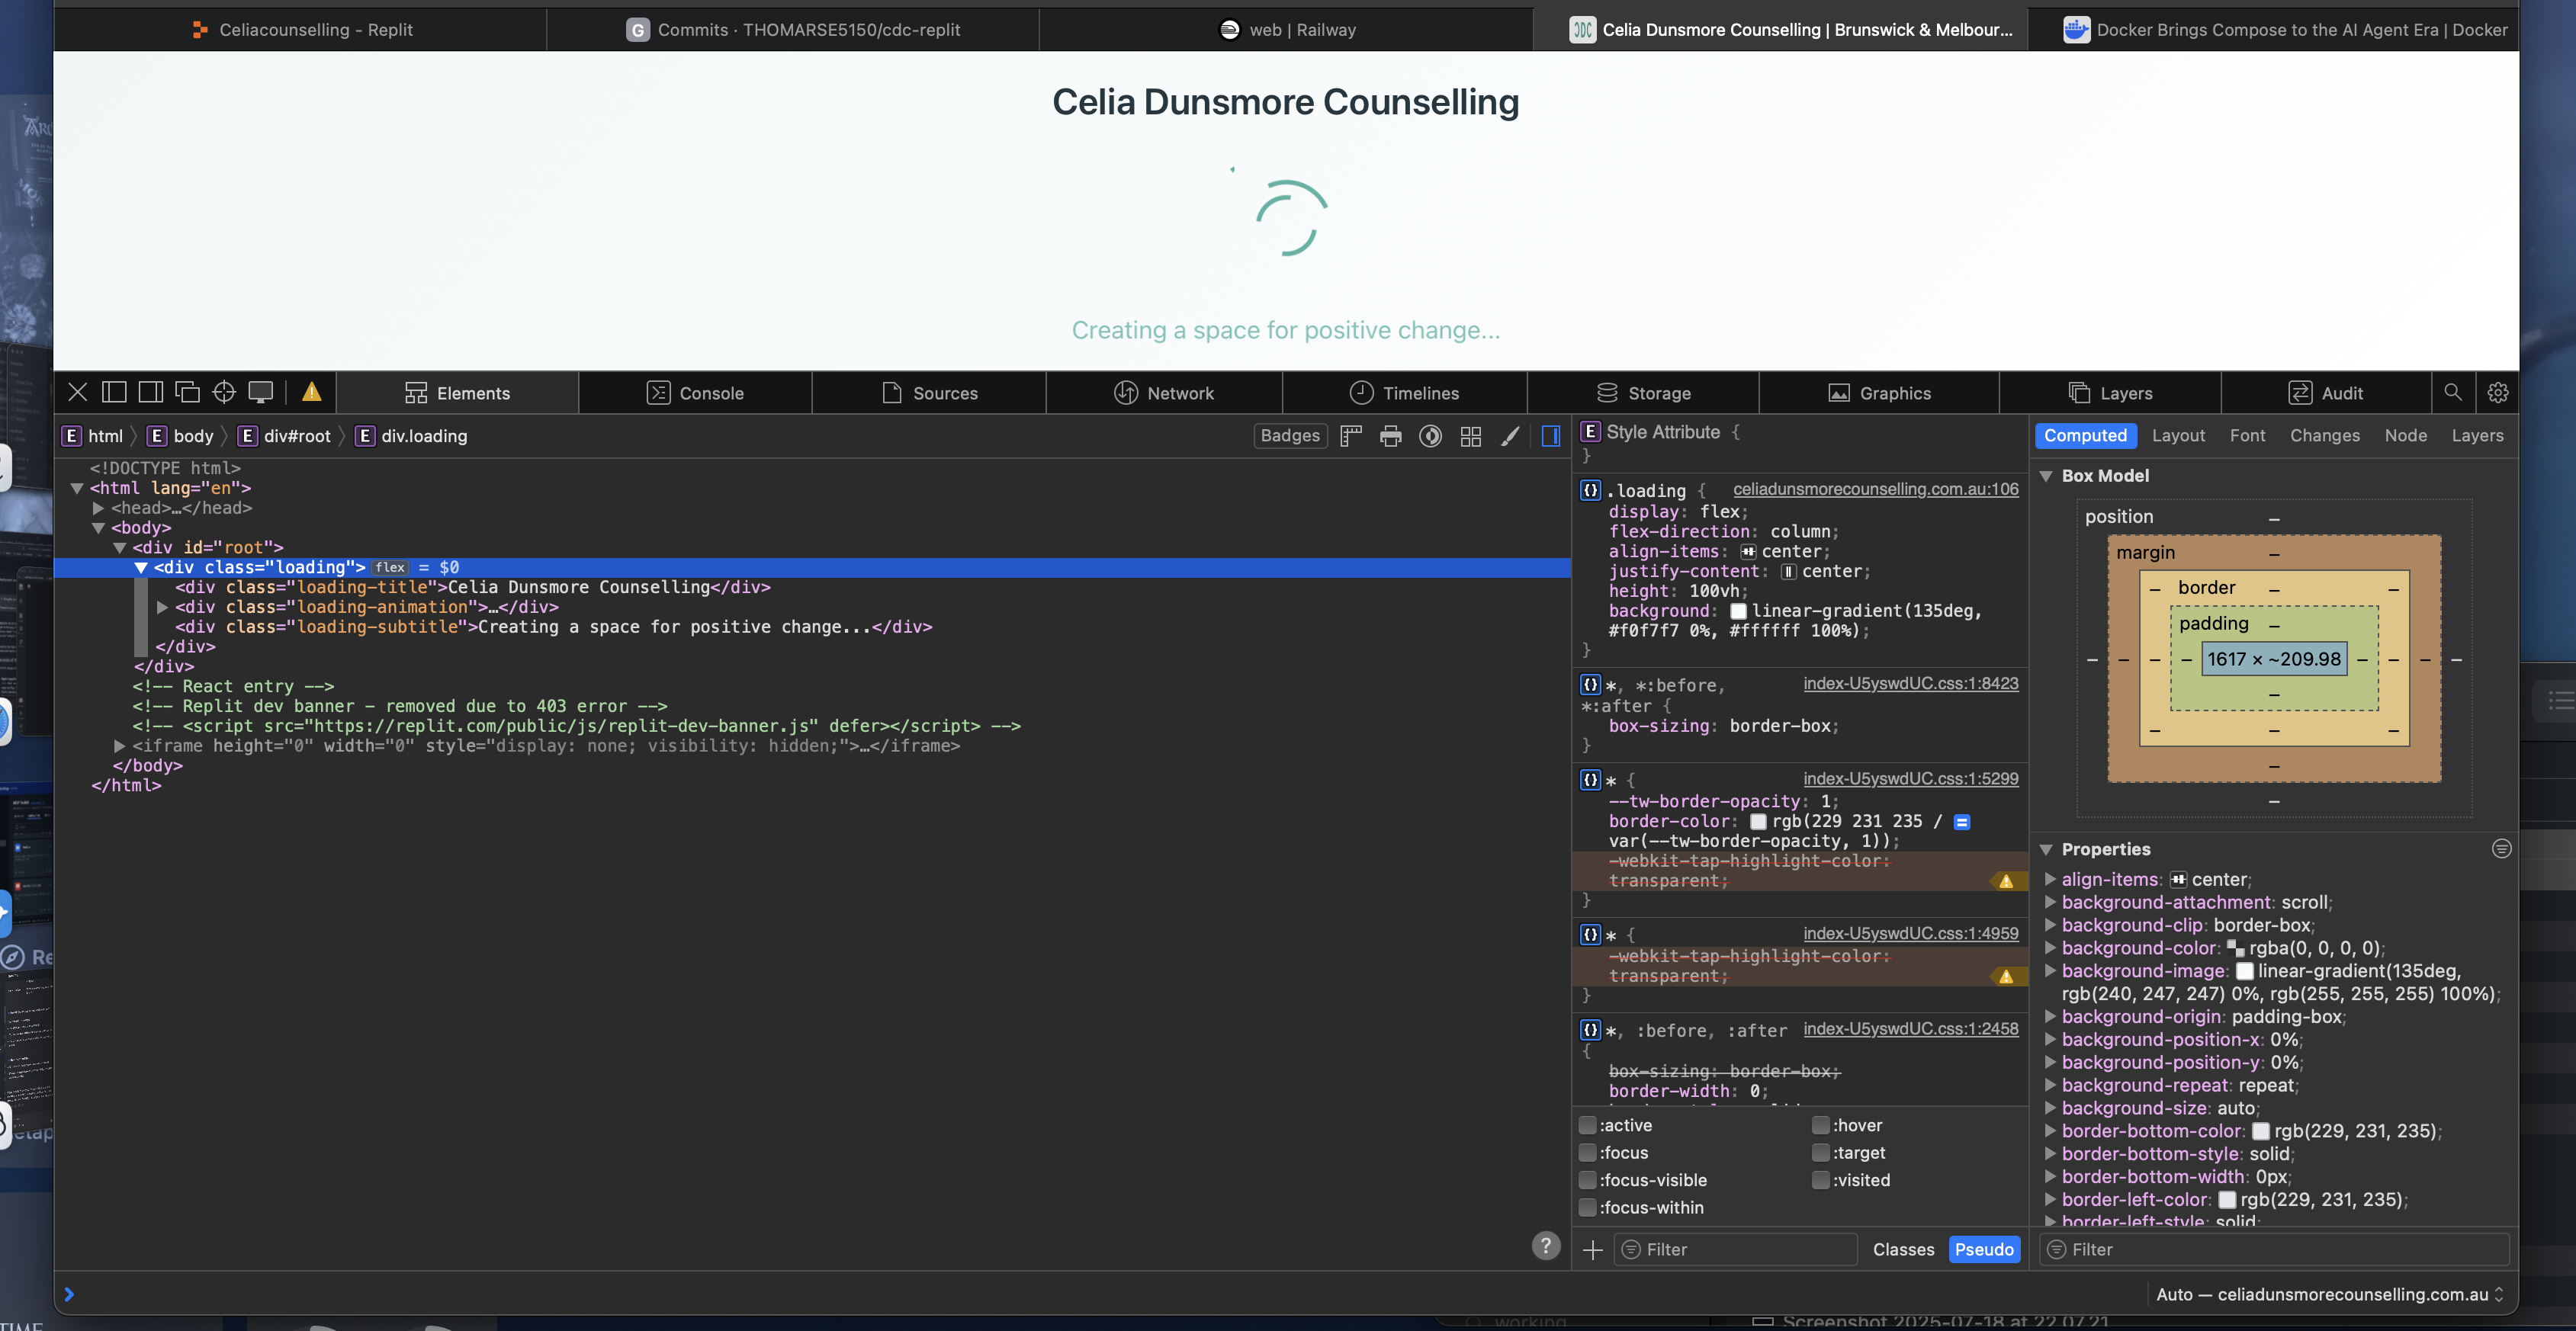 Celiacounselling - Replit
G Commits · THOMARSE5150/cdc-replit
web | Railway
Celia Dunsmore Counselling | Brunswick & Melbour...
Docker Brings Compose to the AI Agent Era | Docker
Celia Dunsmore Counselling
Creating a space for positive change...
Elements
Console
Sources
Network
Timelines
Storage
Graphics
Layers
Audit
E html E body E div#root E div.loading
Badges
<!DOCTYPE html>
<html lang="en">
<head>…</head>
<body>
<div id="root">
<div class="loading"> flex = $0
<div class="loading-title">Celia Dunsmore Counselling</div>
<div class="loading-animation">…</div>
<div class="loading-subtitle">Creating a space for positive change...</div>
</div>
</div>
<!-- React entry -->
<!-- Replit dev banner - removed due to 403 error -->
<!-- <script src="https://replit.com/public/js/replit-dev-banner.js" defer></script> -->
<iframe height="0" width="0" style="display: none; visibility: hidden;">…</iframe>
</body>
</html>
E Style Attribute {
}
.loading { celiadunsmorecounselling.com.au:106
display: flex;
flex-direction: column;
align-items: center;
justify-content: center;
height: 100vh;
background: linear-gradient(135deg,
#f0f7f7 0%, #ffffff 100%);
}
*, *:before, index-U5yswdUC.css:1:8423
*:after {
box-sizing: border-box;
}
* { index-U5yswdUC.css:1:5299
--tw-border-opacity: 1;
border-color: rgb(229 231 235 /
var(--tw-border-opacity, 1));
-webkit-tap-highlight-color:
transparent;
}
* { index-U5yswdUC.css:1:4959
-webkit-tap-highlight-color:
transparent;
}
*, :before, :after index-U5yswdUC.css:1:2458
{
box-sizing: border-box;
border-width: 0;
:active :hover
:focus :target
:focus-visible :visited
:focus-within
Filter Classes Pseudo
Computed Layout Font Changes Node Layers
Box Model
position –
margin –
– border – –
padding –
– – – – 1617 × ~209.98 – – – –
–
– – –
–
–
Properties
align-items: center;
background-attachment: scroll;
background-clip: border-box;
background-color: rgba(0, 0, 0, 0);
background-image: linear-gradient(135deg,
rgb(240, 247, 247) 0%, rgb(255, 255, 255) 100%);
background-origin: padding-box;
background-position-x: 0%;
background-position-y: 0%;
background-repeat: repeat;
background-size: auto;
border-bottom-color: rgb(229, 231, 235);
border-bottom-style: solid;
border-bottom-width: 0px;
border-left-color: rgb(229, 231, 235);
border-left-style: solid;
Filter
?
Auto — celiadunsmorecounselling.com.au
Re
etap
TIME
working
Screenshot 2025-07-18 at 22.07.21